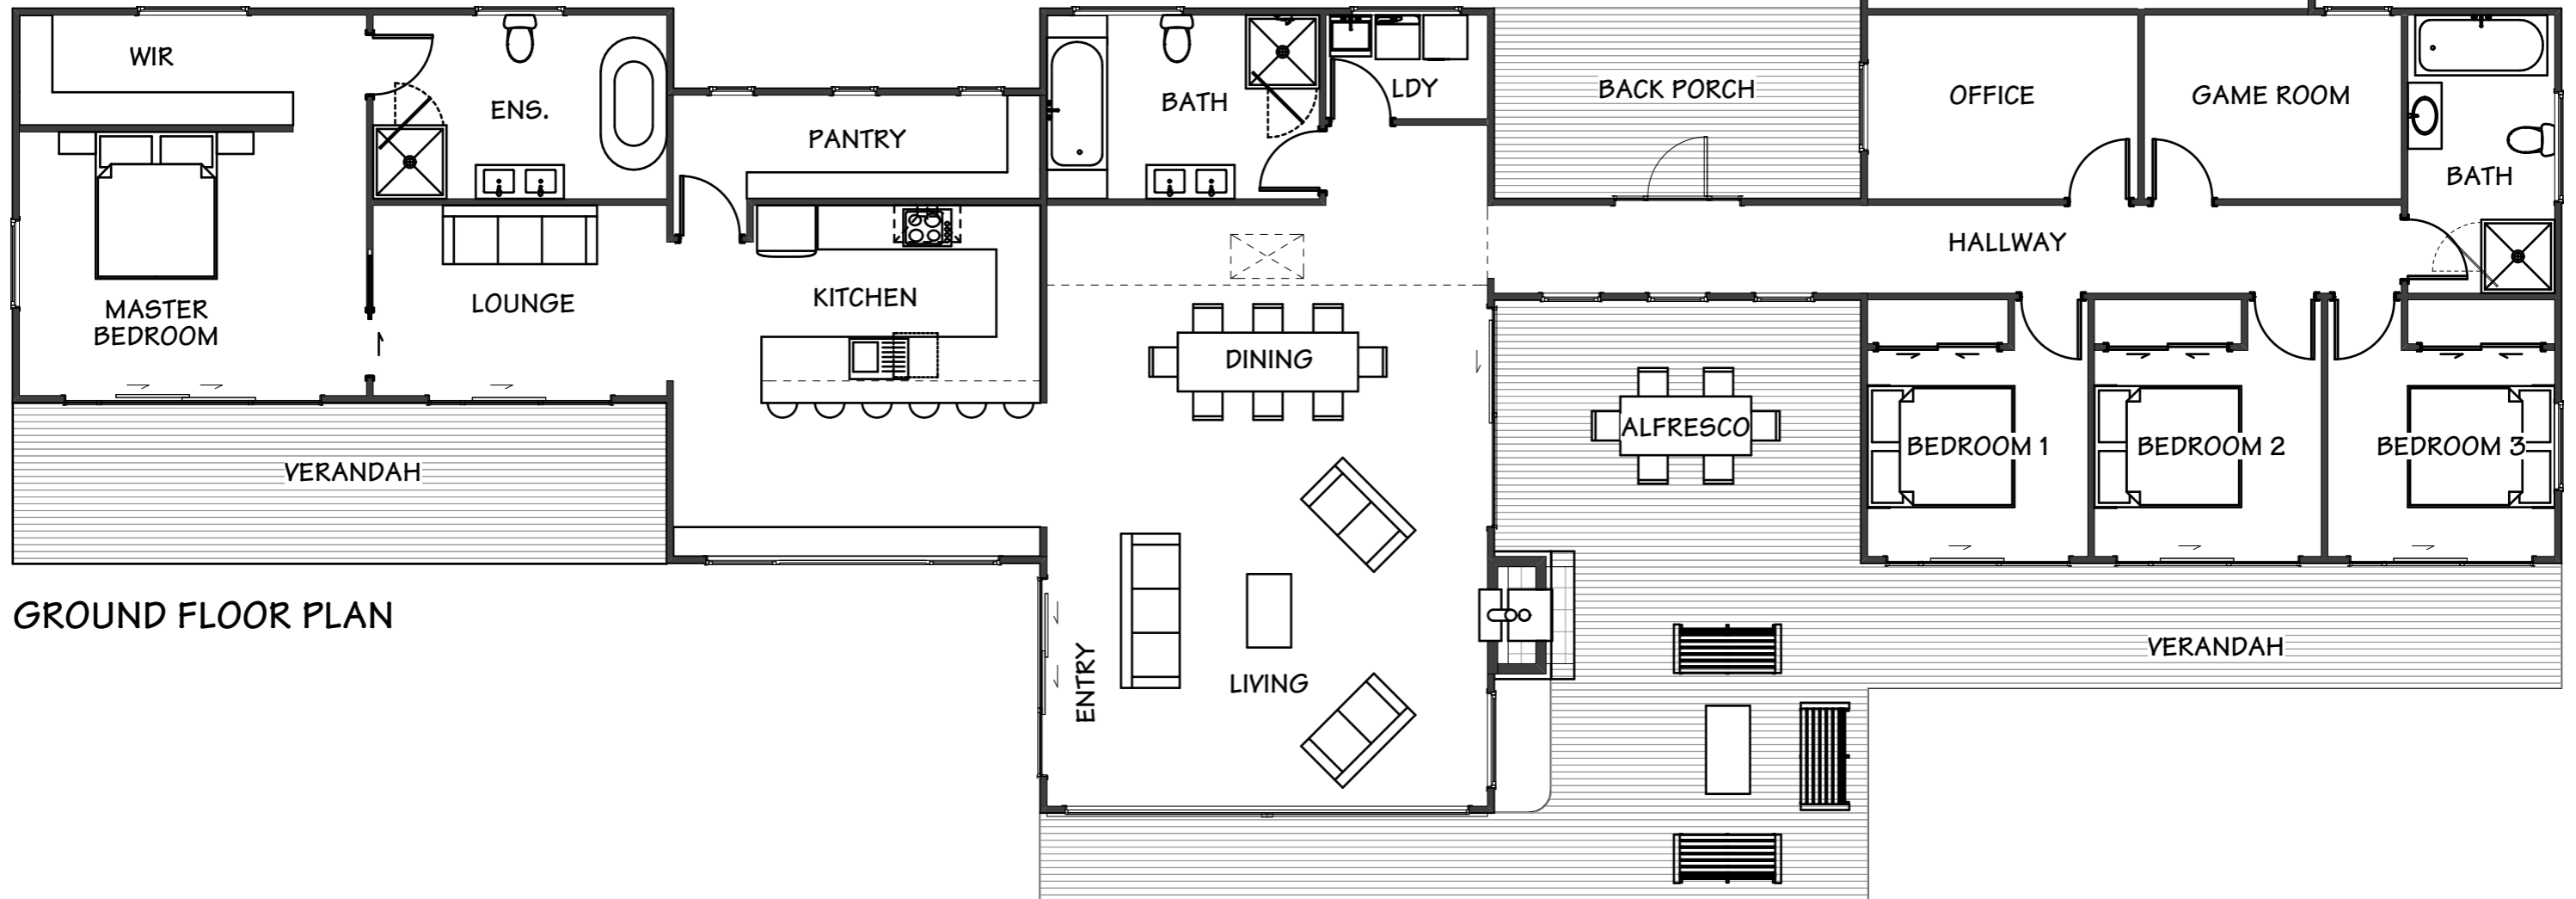 WIR
ENS.
BATH
LDY
BACK PORCH
OFFICE
GAME ROOM
PANTRY
BATH
HALLWAY
MASTER
BEDROOM
LOUNGE
KITCHEN
DINING
ALFRESCO
BEDROOM 1
BEDROOM 2
BEDROOM 3
VERANDAH
GROUND FLOOR PLAN
ENTRY
LIVING
VERANDAH